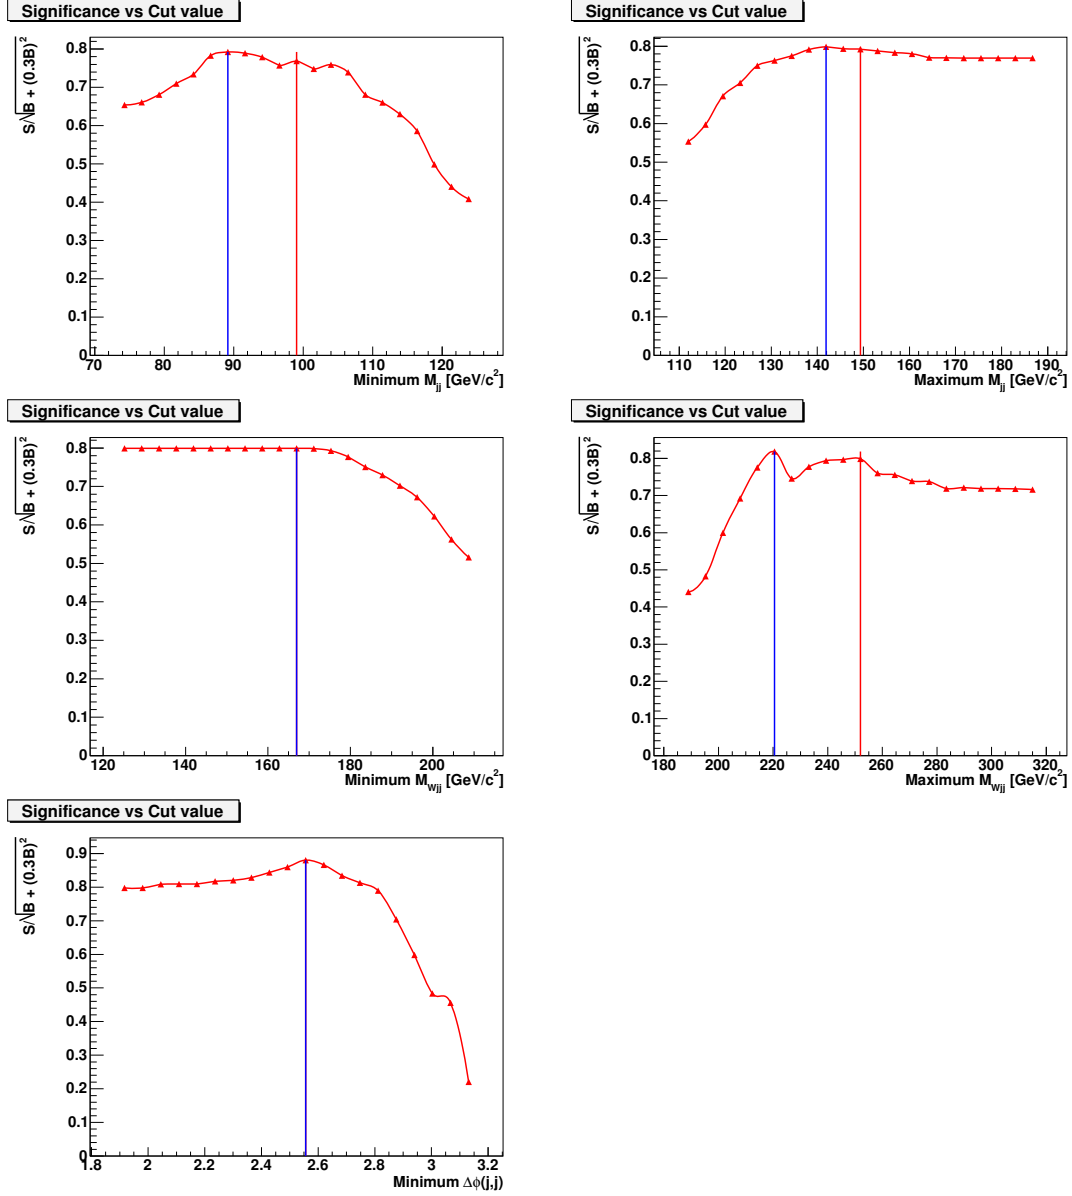 Significance vs Cut value
S/√B + (0.3B)²
0.8
0.7
0.6
0.5
0.4
0.3
0.2
0.1
0
70 80 90 100 110 120
Minimum Mjj [GeV/c²]
Significance vs Cut value
S/√B + (0.3B)²
0.8
0.7
0.6
0.5
0.4
0.3
0.2
0.1
0
110 120 130 140 150 160 170 180 190
Maximum Mjj [GeV/c²]
Significance vs Cut value
S/√B + (0.3B)²
0.8
0.7
0.6
0.5
0.4
0.3
0.2
0.1
0
120 140 160 180 200
Minimum MWjj [GeV/c²]
Significance vs Cut value
S/√B + (0.3B)²
0.8
0.7
0.6
0.5
0.4
0.3
0.2
0.1
0
180 200 220 240 260 280 300 320
Maximum MWjj [GeV/c²]
Significance vs Cut value
S/√B + (0.3B)²
0.9
0.8
0.7
0.6
0.5
0.4
0.3
0.2
0.1
0
1.8 2 2.2 2.4 2.6 2.8 3 3.2
Minimum Δϕ(j,j)